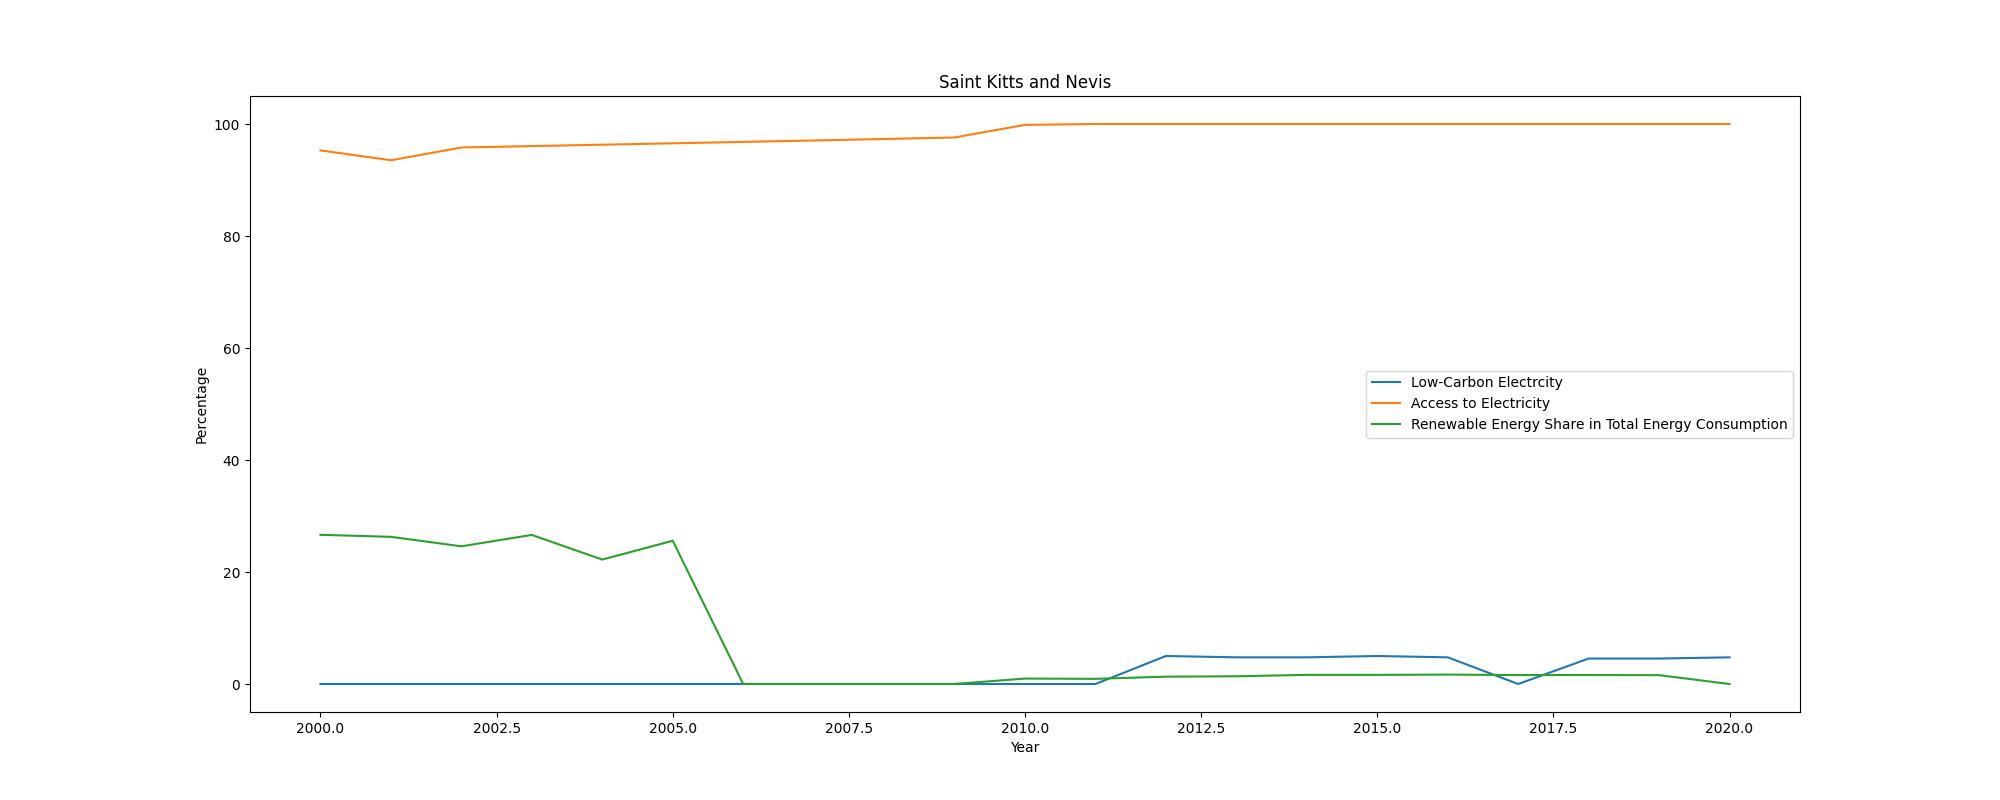 Saint Kitts and Nevis
100
80
60
40
20
0
Percentage
Low-Carbon Electrcity
Access to Electricity
Renewable Energy Share in Total Energy Consumption
2000.0 2002.5 2005.0 2007.5 2010.0 2012.5 2015.0 2017.5 2020.0
Year